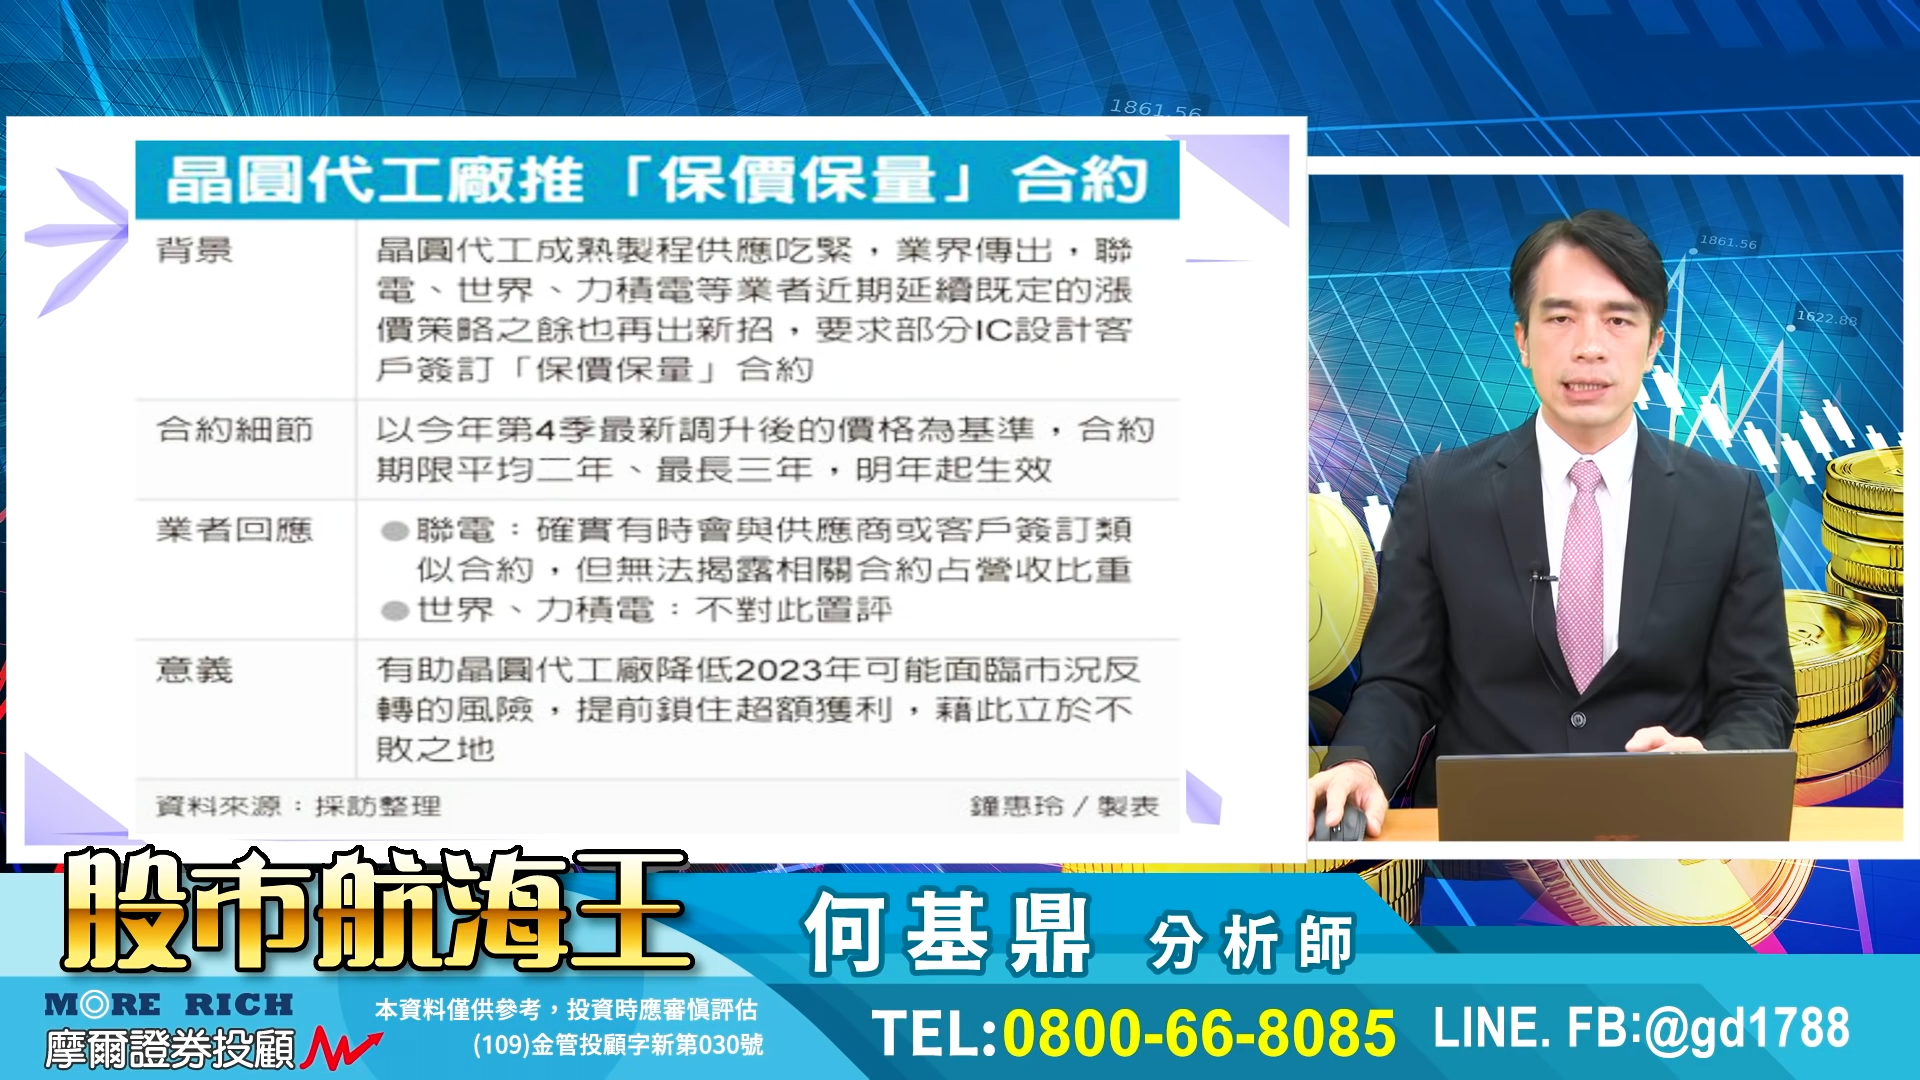 1861.56
晶圓代工廠推「保價保量」合約
背景
晶圓代工成熟製程供應吃緊，業界傳出，聯
電、世界、力積電等業者近期延續既定的漲
價策略之餘也再出新招，要求部分IC設計客
戶簽訂「保價保量」合約
合約細節
以今年第4季最新調升後的價格為基準，合約
期限平均二年、最長三年，明年起生效
業者回應
●聯電：確實有時會與供應商或客戶簽訂類
似合約，但無法揭露相關合約占營收比重
●世界、力積電：不對此置評
意義
有助晶圓代工廠降低2023年可能面臨市況反
轉的風險，提前鎖住超額獲利，藉此立於不
敗之地
資料來源：採訪整理
鐘惠玲／製表
1861.56
1622.88
股市航海王
何基鼎 分析師
MORE RICH
摩爾證券投顧
本資料僅供參考，投資時應審慎評估
(109)金管投顧字新第030號
TEL:0800-66-8085
LINE. FB:@gd1788